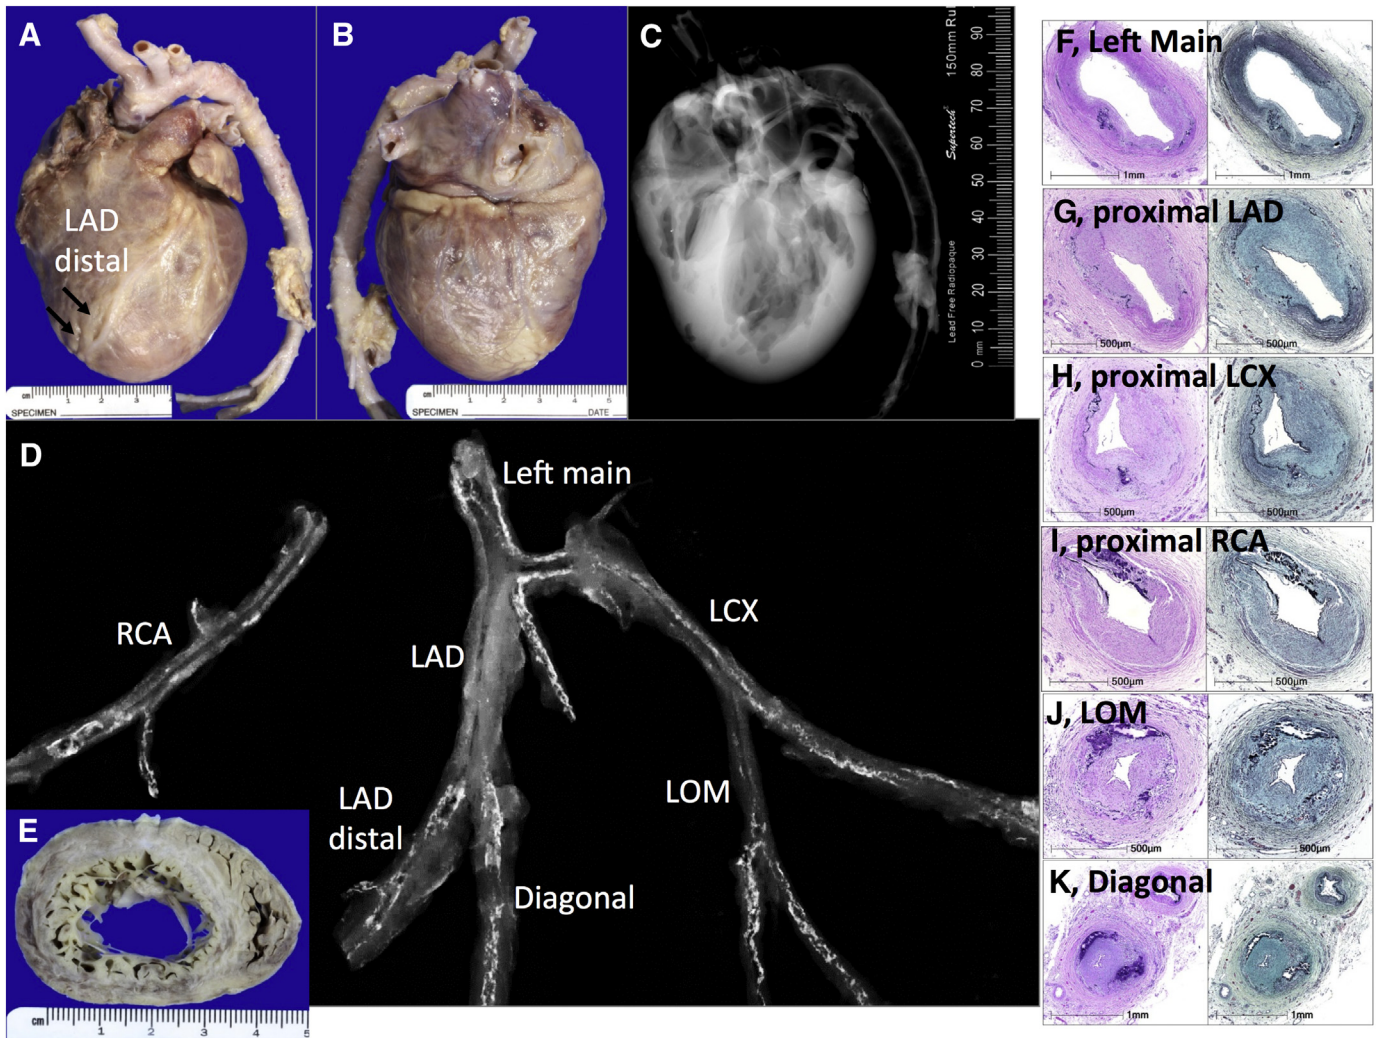 A
LAD
distal
cm 1 2 3
SPECIMEN
B
cm 1 2 3 4 5
SPECIMEN DATE
C
150mm Ru
Supertech
Lead Free Radiopaque
90
80
70
60
50
40
30
20
10
0 mm
D
Left main
RCA
LAD
LCX
LAD
distal
LOM
Diagonal
E
cm 1 2 3 4 5
F, Left Main
1mm 1mm
G, proximal LAD
500µm 500µm
H, proximal LCX
500µm 500µm
I, proximal RCA
500µm 500µm
J, LOM
500µm 500µm
K, Diagonal
1mm 1mm